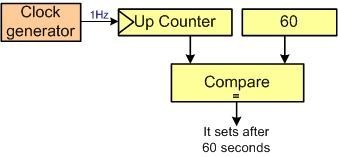 Clock
generator
1Hz
Up Counter
60
Compare
=
It sets after
60 seconds